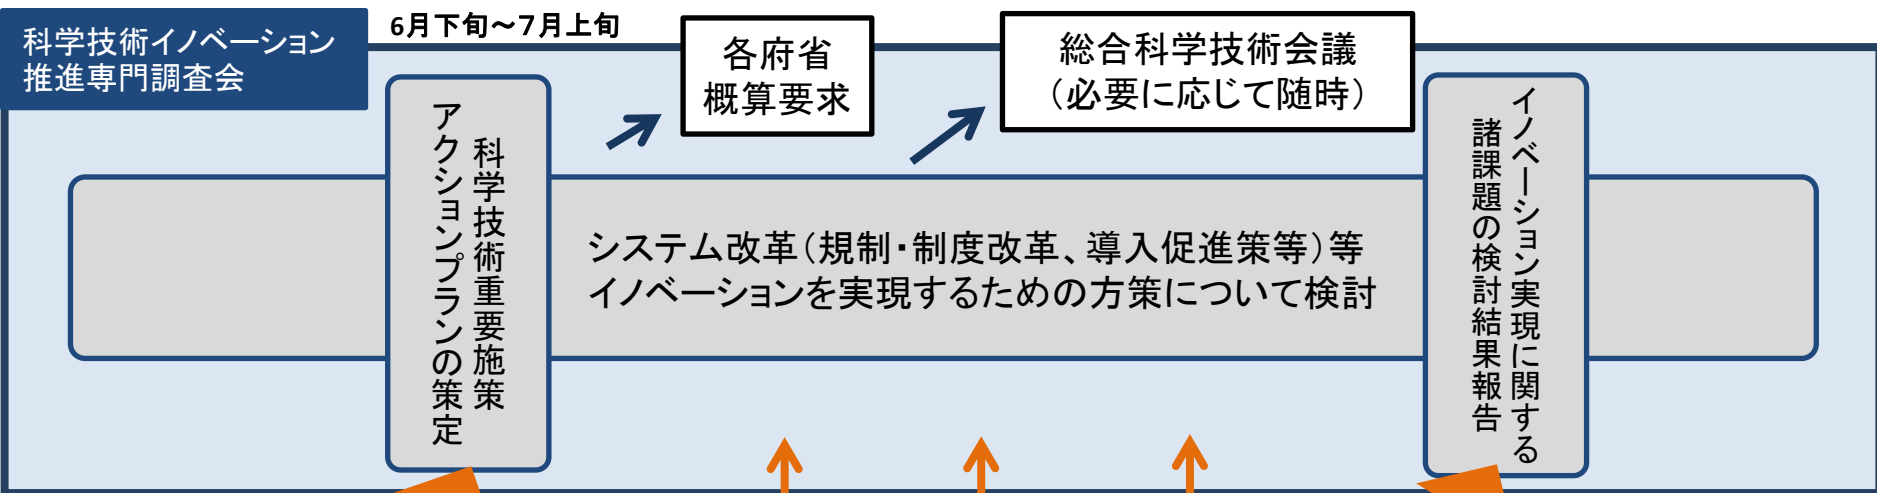 科学技術イノベーション
推進専門調査会
6月下旬～7月上旬
各府省
概算要求
総合科学技術会議
（必要に応じて随時）
科学技術重要施策
アクションプランの策定
システム改革（規制・制度改革、導入促進策等）等
イノベーションを実現するための方策について検討
イノベーション実現に関する
諸課題の検討結果報告